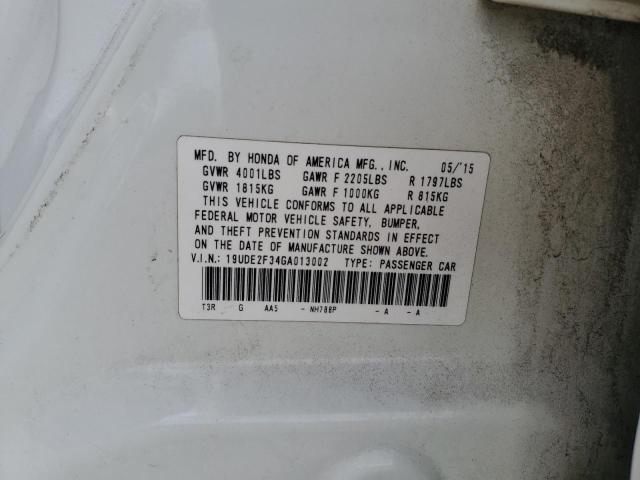 MFD. BY HONDA OF AMERICA MFG., INC. 05/'15
GVWR 4001LBS GAWR F 2205LBS R 1797LBS
GVWR 1815KG GAWR F 1000KG R 815KG
THIS VEHICLE CONFORMS TO ALL APPLICABLE
FEDERAL MOTOR VEHICLE SAFETY, BUMPER,
AND THEFT PREVENTION STANDARDS IN EFFECT
ON THE DATE OF MANUFACTURE SHOWN ABOVE.
V.I.N.: 19UDE2F34GA013002 TYPE: PASSENGER CAR
T3R G AA5 - NH788P - A - A